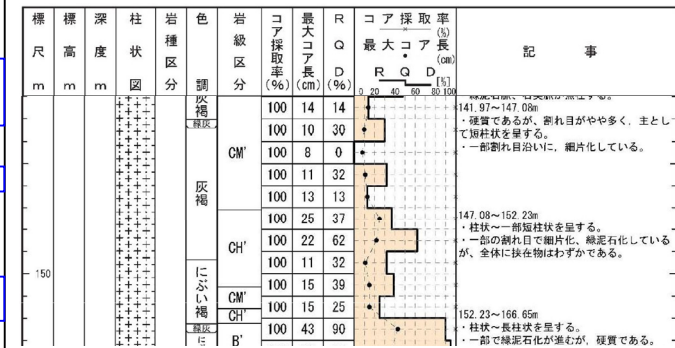 標尺m
標高m
深度m
柱状図
岩種区分
色調
岩級区分
コア採取率(%)
最大コア長(cm)
RQD(%)
コア採取率(%)
最大コア長(cm)
RQD[%]
0 20 40 60 80 100
記事
灰褐
100 14 14
141.97~147.08m
緑灰
100 10 30
・硬質であるが、割れ目がやや多く、主とし
て短柱状を呈する。
CM'
100 8 0
・一部割れ目沿いに、細片化している。
灰褐
100 11 32
100 13 13
147.08~152.23m
100 25 37
・柱状~一部短柱状を呈する。
CH'
100 22 62
・一部の割れ目で細片化、緑泥石化している
が、全体に挟在物はわずかである。
100 11 32
150
にぶい褐
100 15 39
CM'
100 15 25
CH'
152.23~166.65m
緑灰
100 43 90
・柱状~長柱状を呈する。
に
B'
・一部で緑泥石化が進むが、硬質である。